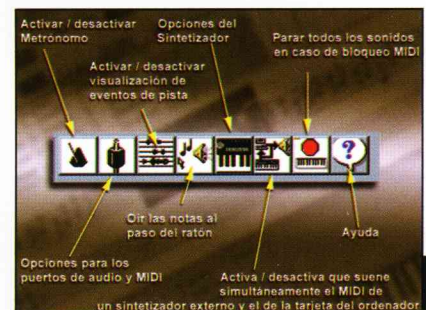 Activar / desactivar
Metrónomo
Opciones del
Sintetizador
Parar todos los sonidos
en caso de bloqueo MIDI
Activar / desactivar
visualización de
eventos de pista
Oir las notas al
paso del ratón
Ayuda
Opciones para los
puertos de audio y MIDI
Activa / desactiva que suene
simultáneamente el MIDI de
un sintetizador externo y el de la tarjeta del ordenador